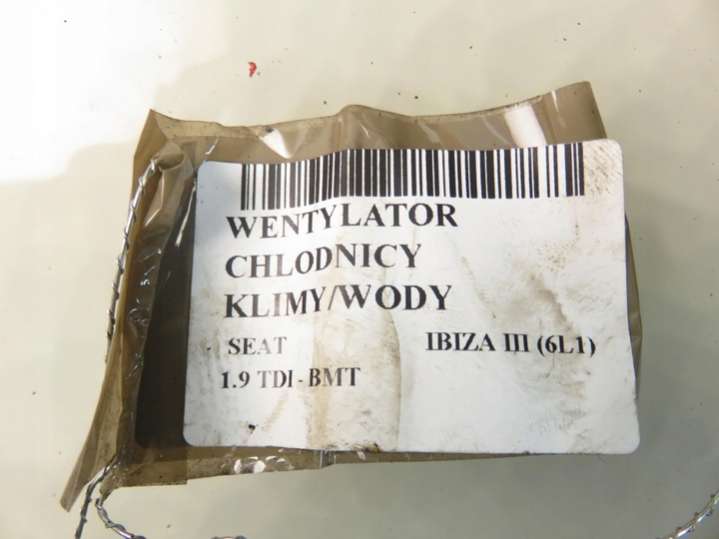 WENTYLATOR
CHLODNICY
KLIMY/WODY
SEAT IBIZA III (6L1)
1.9 TDI - BMT